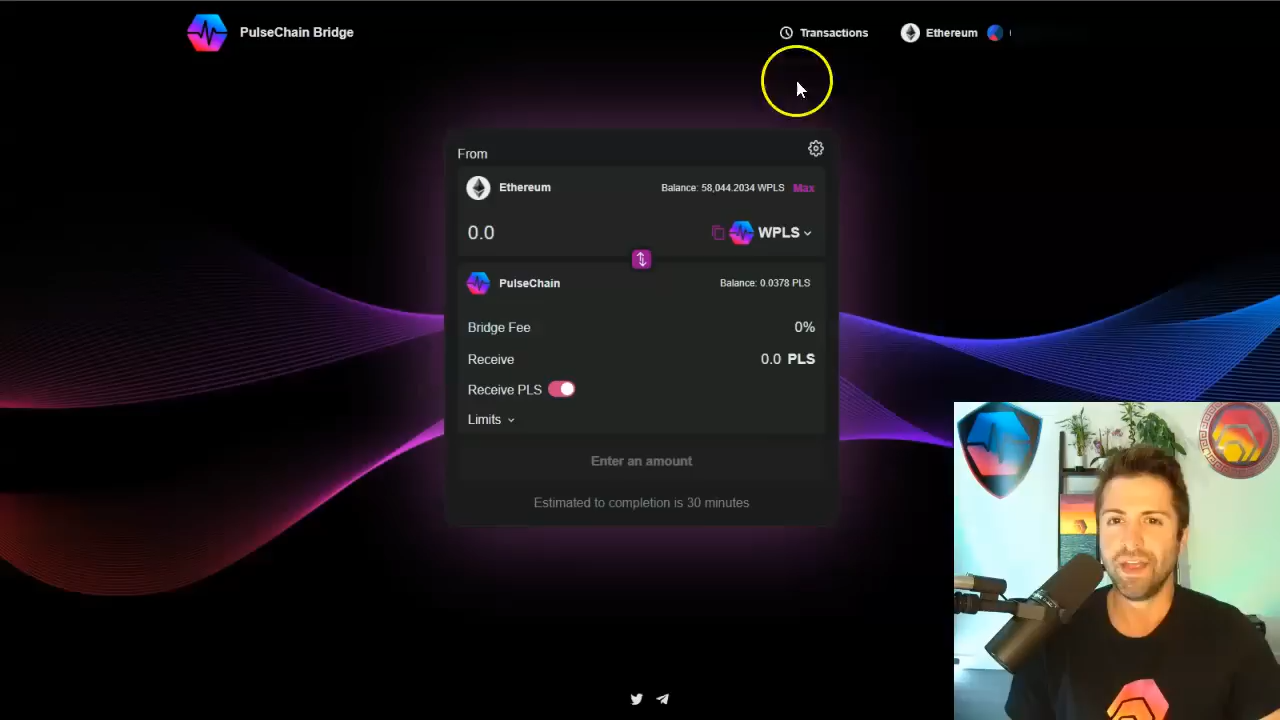 PulseChain Bridge
Transactions
Ethereum
From
Ethereum
Balance: 58,044.2034 WPLS Max
0.0
WPLS
PulseChain
Balance: 0.0378 PLS
Bridge Fee
0%
Receive
0.0 PLS
Receive PLS
Limits
Enter an amount
Estimated to completion is 30 minutes